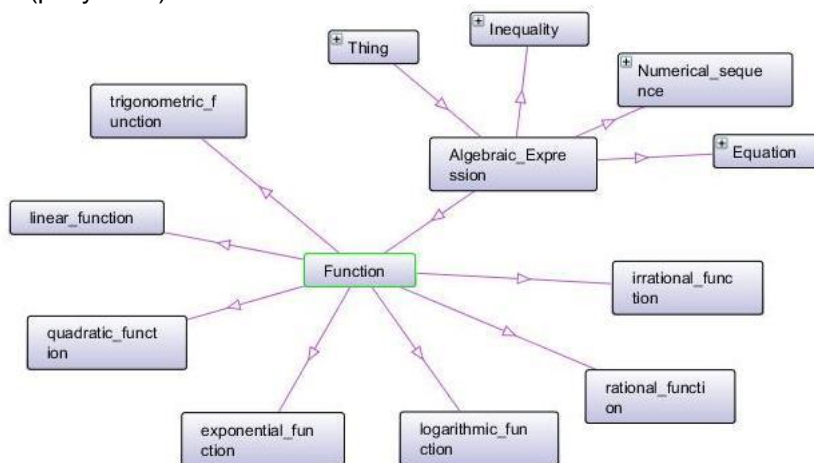 Inequality
Thing
Numerical_seque
nce
trigonometric_f
unction
Algebraic_Expre
ssion
Equation
linear_function
Function
irrational_func
tion
quadratic_funct
ion
rational_functi
on
exponential_fun
ction
logarithmic_fun
ction